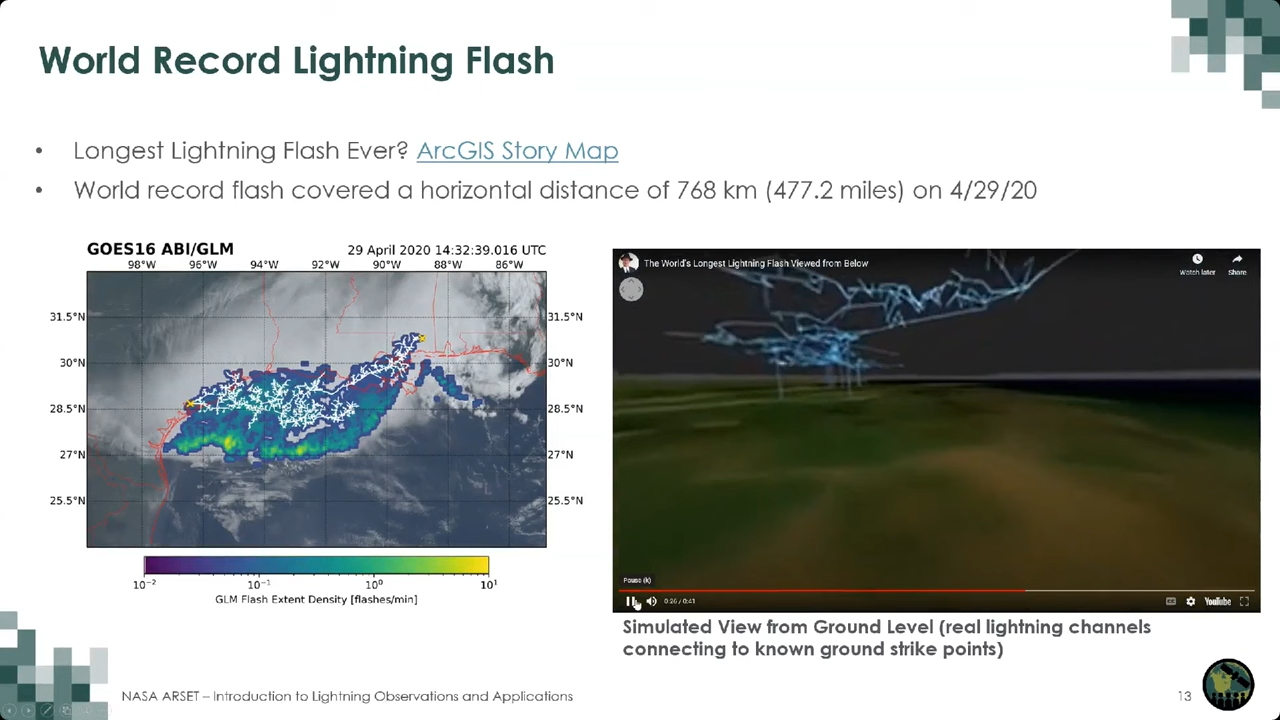 World Record Lightning Flash
• Longest Lightning Flash Ever? ArcGIS Story Map
• World record flash covered a horizontal distance of 768 km (477.2 miles) on 4/29/20
GOES16 ABI/GLM 29 April 2020 14:32:39.016 UTC
98°W 96°W 94°W 92°W 90°W 88°W 86°W
31.5°N 31.5°N
30°N 30°N
28.5°N 28.5°N
27°N 27°N
25.5°N 25.5°N
10⁻² 10⁻¹ 10⁰ 10¹
GLM Flash Extent Density [flashes/min]
The World's Longest Lightning Flash Viewed from Below
Watch later Share
Pause (k)
0:26 / 0:41 YouTube
Simulated View from Ground Level (real lightning channels
connecting to known ground strike points)
NASA ARSET – Introduction to Lightning Observations and Applications 13